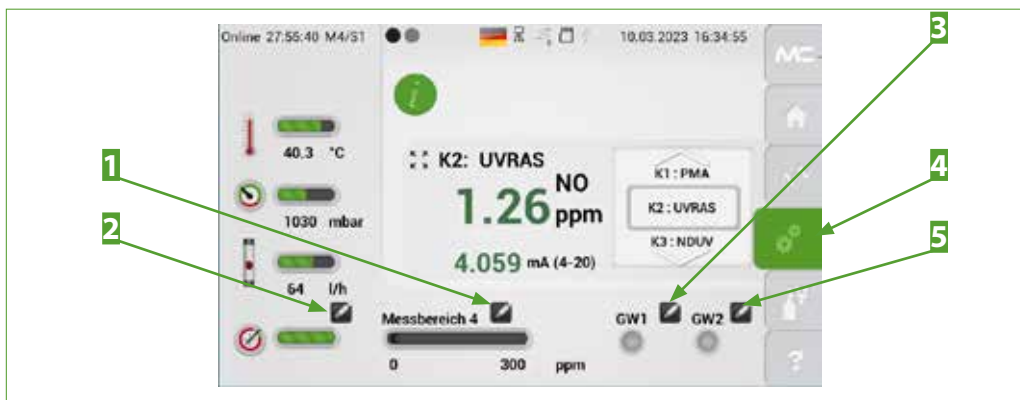 3
Online 27:55:40 M4/S1
10.03.2023 16:34:55
MC
40.3 °C
1
K2: UVRAS
K1:PMA
1.26 NO ppm
K2:UVRAS
4
1030 mbar
K3:NDUV
2
4.059 mA (4-20)
5
64 l/h
Messbereich 4
GW1
GW2
0 300 ppm
?